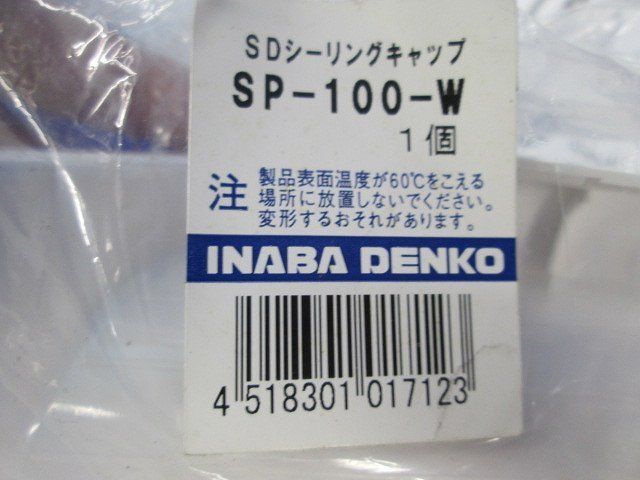 SDシーリングキャップ
SP-100-W
1個
注 製品表面温度が60℃をこえる
場所に放置しないでください。
変形するおそれがあります。
INABA DENKO
4 518301 017123